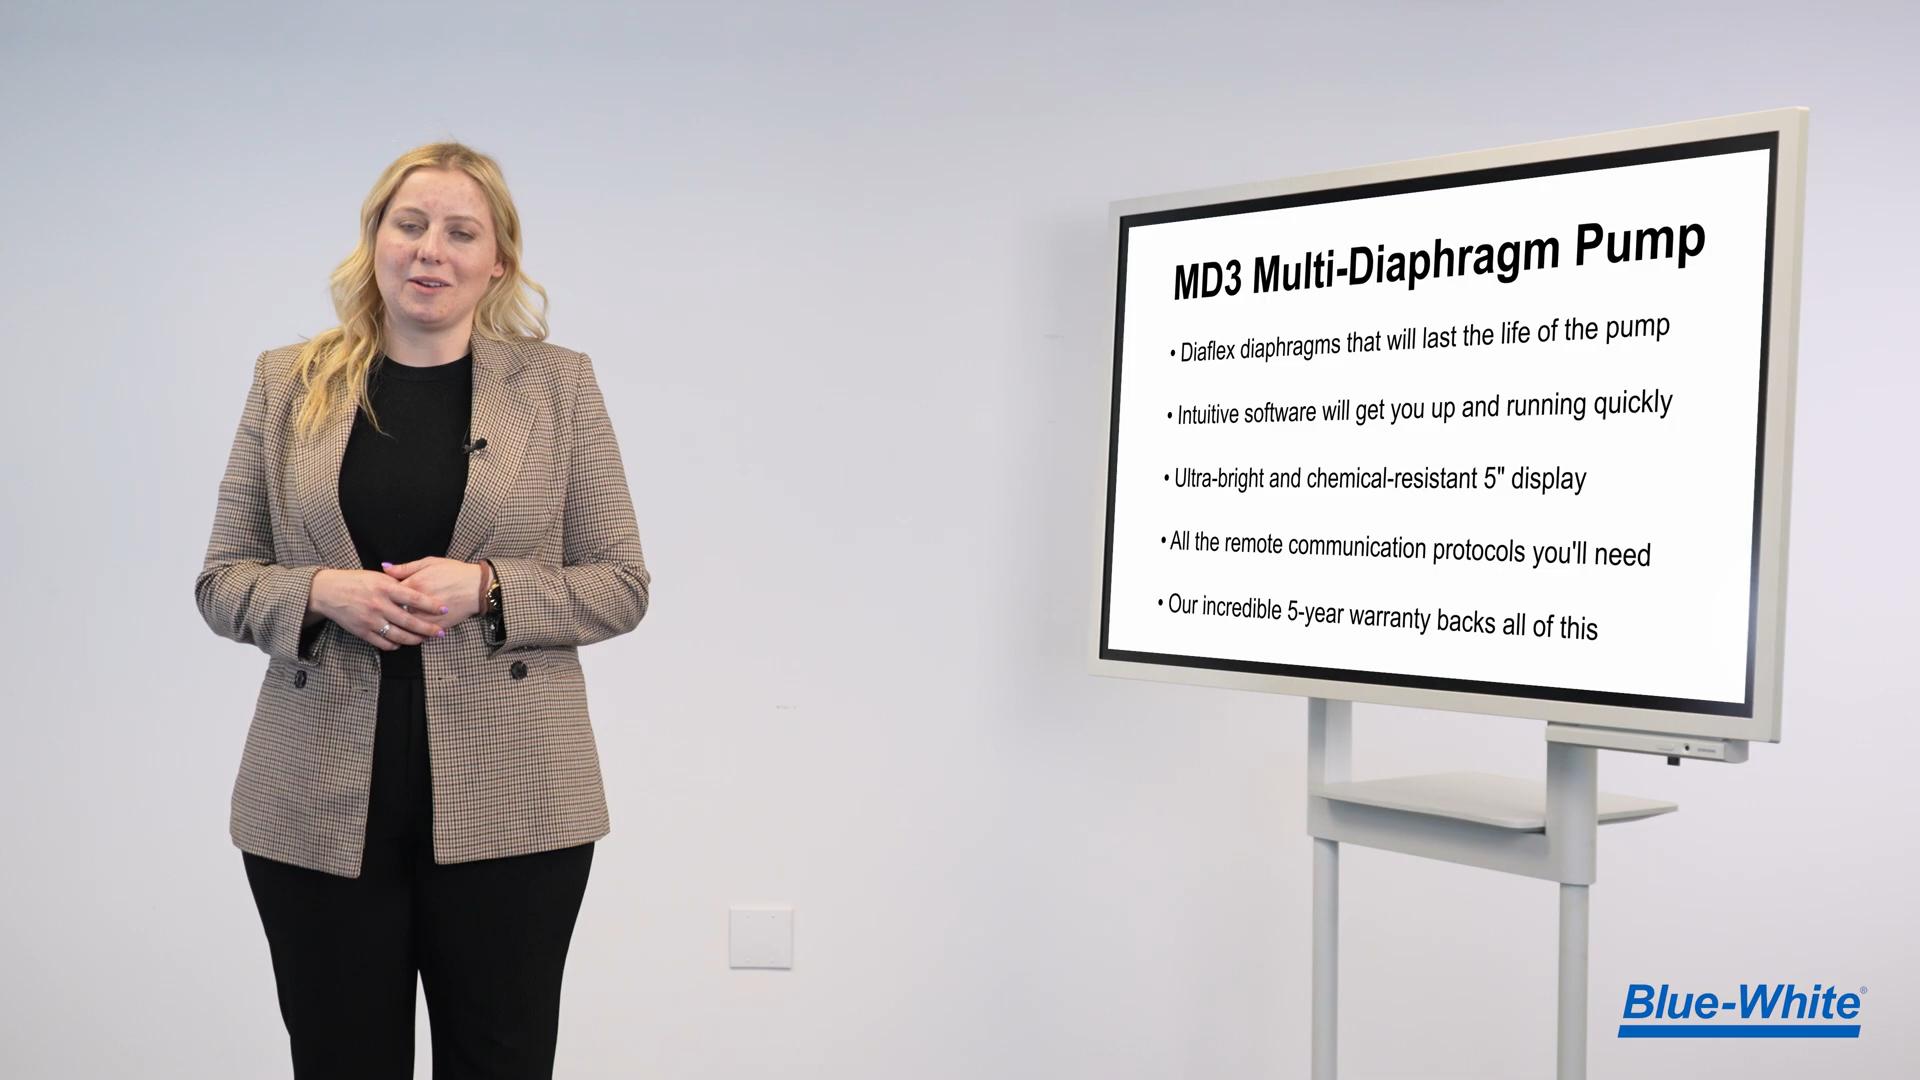 MD3 Multi-Diaphragm Pump
• Diaflex diaphragms that will last the life of the pump
• Intuitive software will get you up and running quickly
• Ultra-bright and chemical-resistant 5" display
• All the remote communication protocols you'll need
• Our incredible 5-year warranty backs all of this
Blue-White®